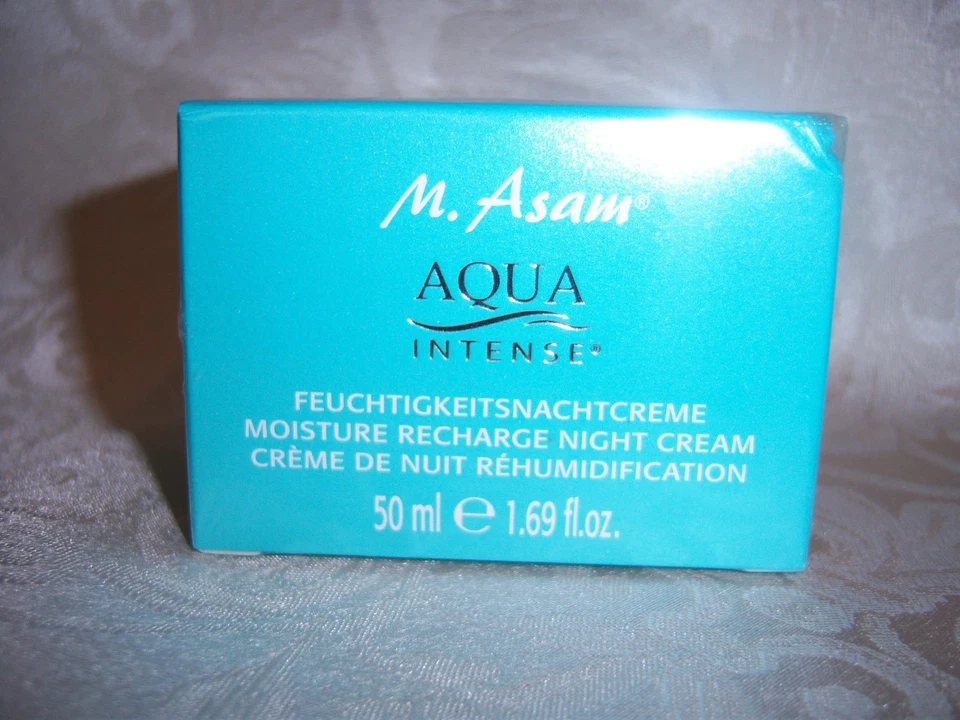 M. Asam®
AQUA
INTENSE®
FEUCHTIGKEITSNACHTCREME
MOISTURE RECHARGE NIGHT CREAM
CRÈME DE NUIT RÉHUMIDIFICATION
50 ml ℮ 1.69 fl.oz.